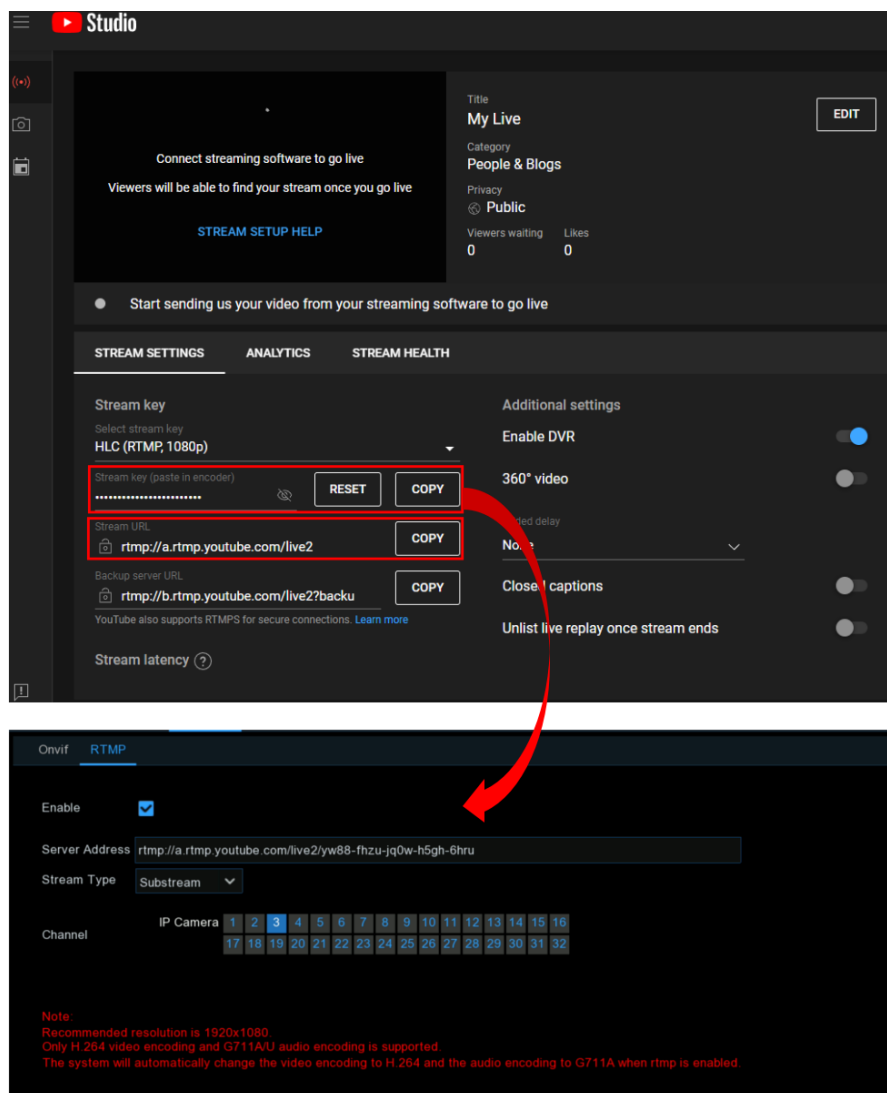 Studio
Title
My Live
EDIT
Connect streaming software to go live
Viewers will be able to find your stream once you go live
STREAM SETUP HELP
Category
People & Blogs
Privacy
Public
Viewers waiting Likes
0 0
Start sending us your video from your streaming software to go live
STREAM SETTINGS ANALYTICS STREAM HEALTH
Stream key
Select stream key
HLC (RTMP, 1080p)
Stream key (paste in encoder)
••••••••••••••••••••••••
RESET COPY
Stream URL
rtmp://a.rtmp.youtube.com/live2
COPY
Backup server URL
rtmp://b.rtmp.youtube.com/live2?backu
COPY
YouTube also supports RTMPS for secure connections. Learn more
Stream latency ?
Additional settings
Enable DVR
360° video
delay
Closed captions
Unlist live replay once stream ends
Onvif RTMP
Enable
Server Address rtmp://a.rtmp.youtube.com/live2/yw88-fhzu-jq0w-h5gh-6hru
Stream Type Substream
Channel
IP Camera 1 2 3 4 5 6 7 8 9 10 11 12 13 14 15 16
17 18 19 20 21 22 23 24 25 26 27 28 29 30 31 32
Note:
Recommended resolution is 1920x1080.
Only H.264 video encoding and G711A/U audio encoding is supported.
The system will automatically change the video encoding to H.264 and the audio encoding to G711A when rtmp is enabled.